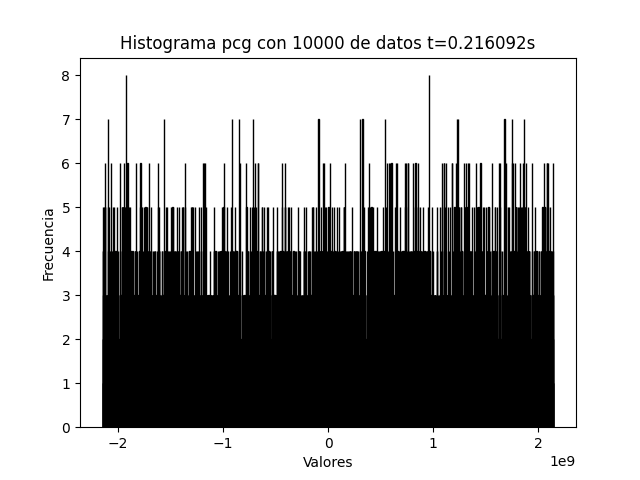 Histograma pcg con 10000 de datos t=0.216092s
8
7
6
5
4
3
2
1
0
Frecuencia
−2 −1 0 1 2
1e9
Valores